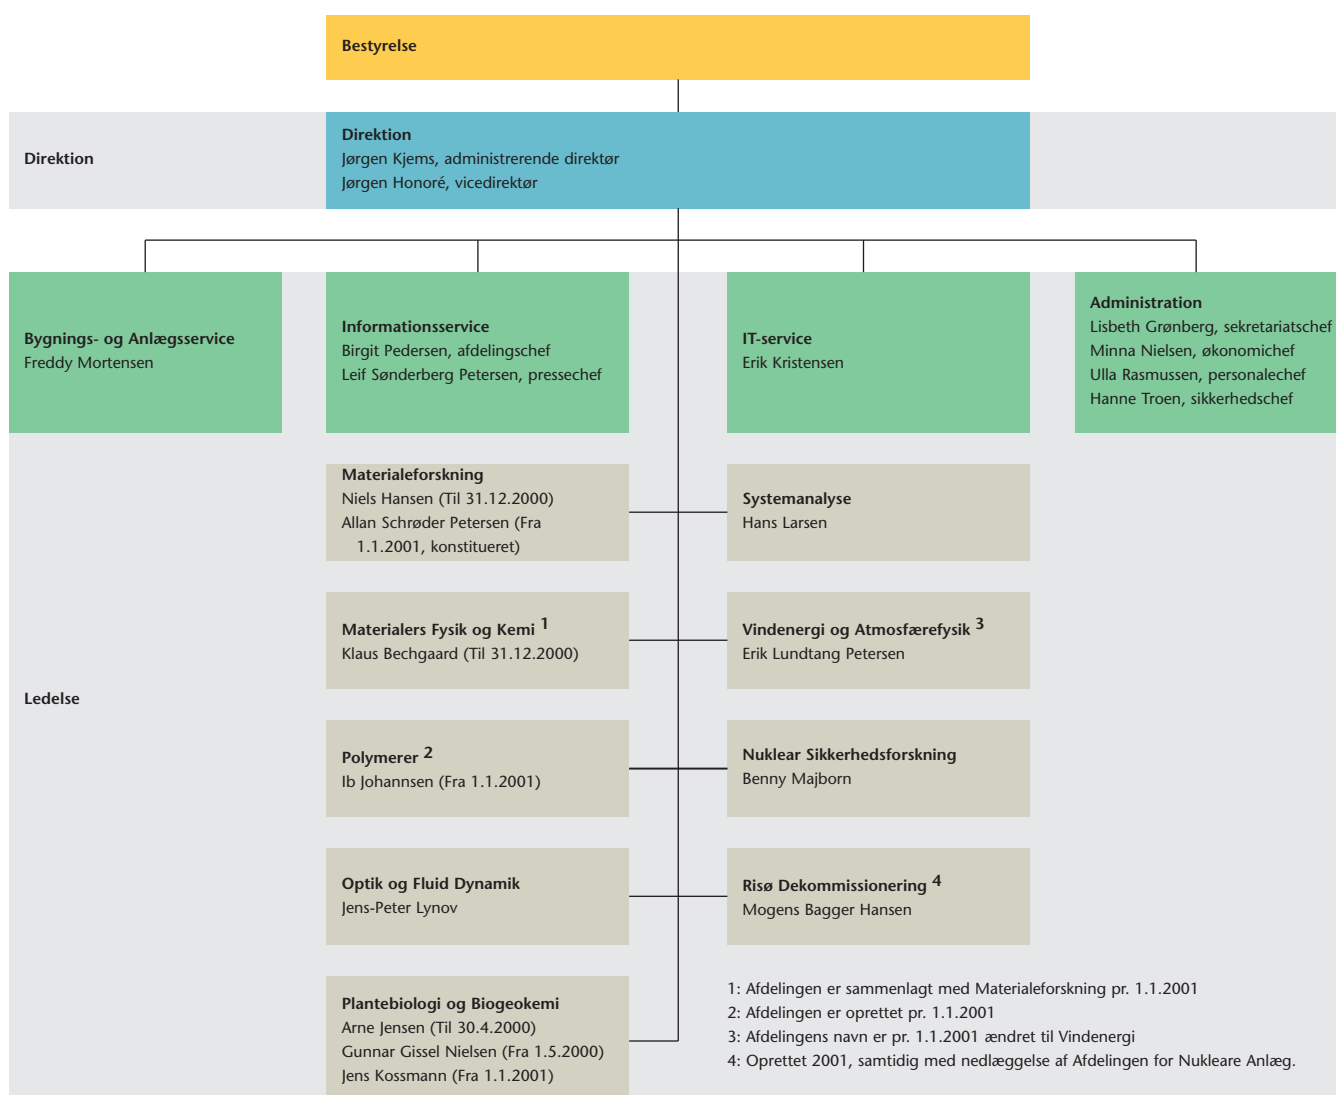 Bestyrelse
Direktion
Direktion
Jørgen Kjems, administrerende direktør
Jørgen Honoré, vicedirektør
Bygnings- og Anlægsservice
Freddy Mortensen
Informationsservice
Birgit Pedersen, afdelingschef
Leif Sønderberg Petersen, pressechef
IT-service
Erik Kristensen
Administration
Lisbeth Grønberg, sekretariatschef
Minna Nielsen, økonomichef
Ulla Rasmussen, personalechef
Hanne Troen, sikkerhedschef
Ledelse
Materialeforskning
Niels Hansen (Til 31.12.2000)
Allan Schrøder Petersen (Fra
1.1.2001, konstitueret)
Systemanalyse
Hans Larsen
Materialers Fysik og Kemi 1
Klaus Bechgaard (Til 31.12.2000)
Vindenergi og Atmosfærefysik 3
Erik Lundtang Petersen
Polymerer 2
Ib Johannsen (Fra 1.1.2001)
Nuklear Sikkerhedsforskning
Benny Majborn
Optik og Fluid Dynamik
Jens-Peter Lynov
Risø Dekommissionering 4
Mogens Bagger Hansen
Plantebiologi og Biogeokemi
Arne Jensen (Til 30.4.2000)
Gunnar Gissel Nielsen (Fra 1.5.2000)
Jens Kossmann (Fra 1.1.2001)
1: Afdelingen er sammenlagt med Materialeforskning pr. 1.1.2001
2: Afdelingen er oprettet pr. 1.1.2001
3: Afdelingens navn er pr. 1.1.2001 ændret til Vindenergi
4: Oprettet 2001, samtidig med nedlæggelse af Afdelingen for Nukleare Anlæg.